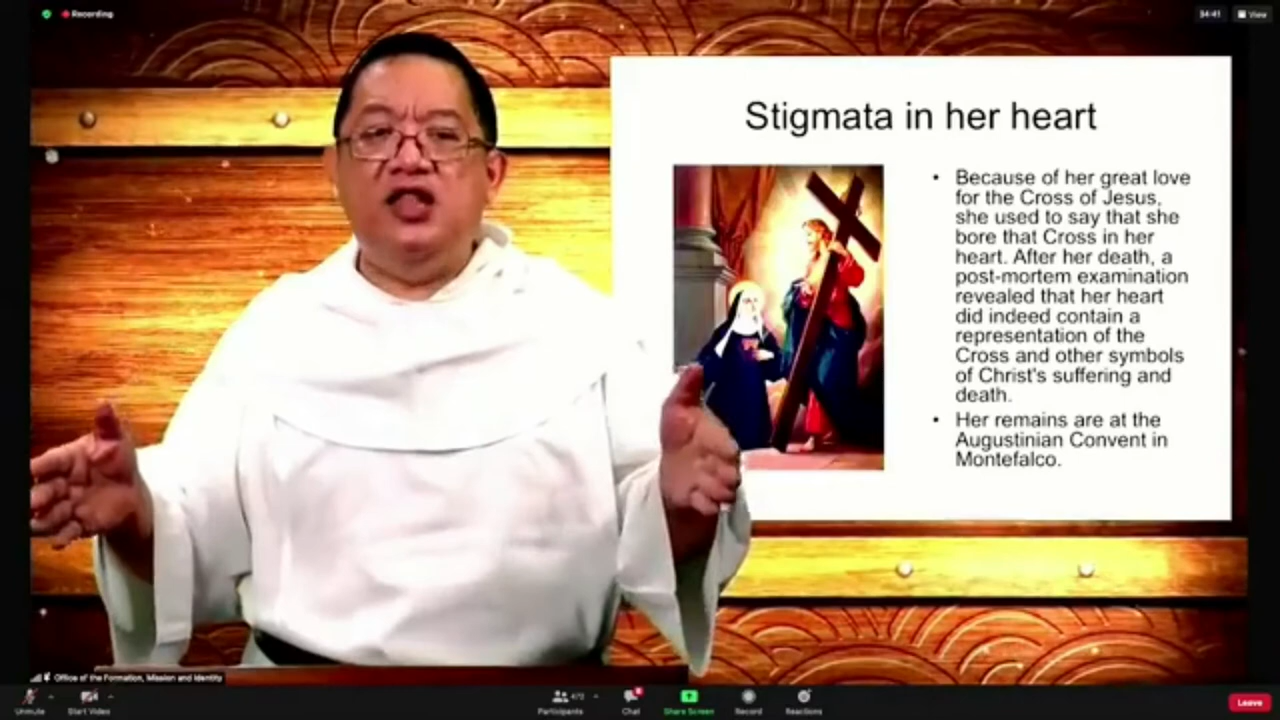 Recording
34:41
View
Stigmata in her heart
• Because of her great love
for the Cross of Jesus,
she used to say that she
bore that Cross in her
heart. After her death, a
post-mortem examination
revealed that her heart
did indeed contain a
representation of the
Cross and other symbols
of Christ's suffering and
death.
• Her remains are at the
Augustinian Convent in
Montefalco.
Office of the Formation, Mission and Identity
Unmute
Start Video
Participants
Chat
Share Screen
Record
Reactions
Leave